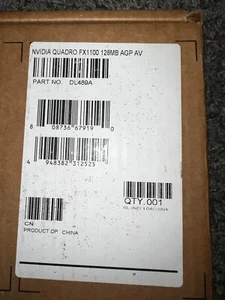 NVIDIA QUADRO FX1100 128MB AGP AV
PART NO. DL489A
8 08736 67919 0
4 948382 312525
QTY.001
CN
PRODUCT OF CHINA